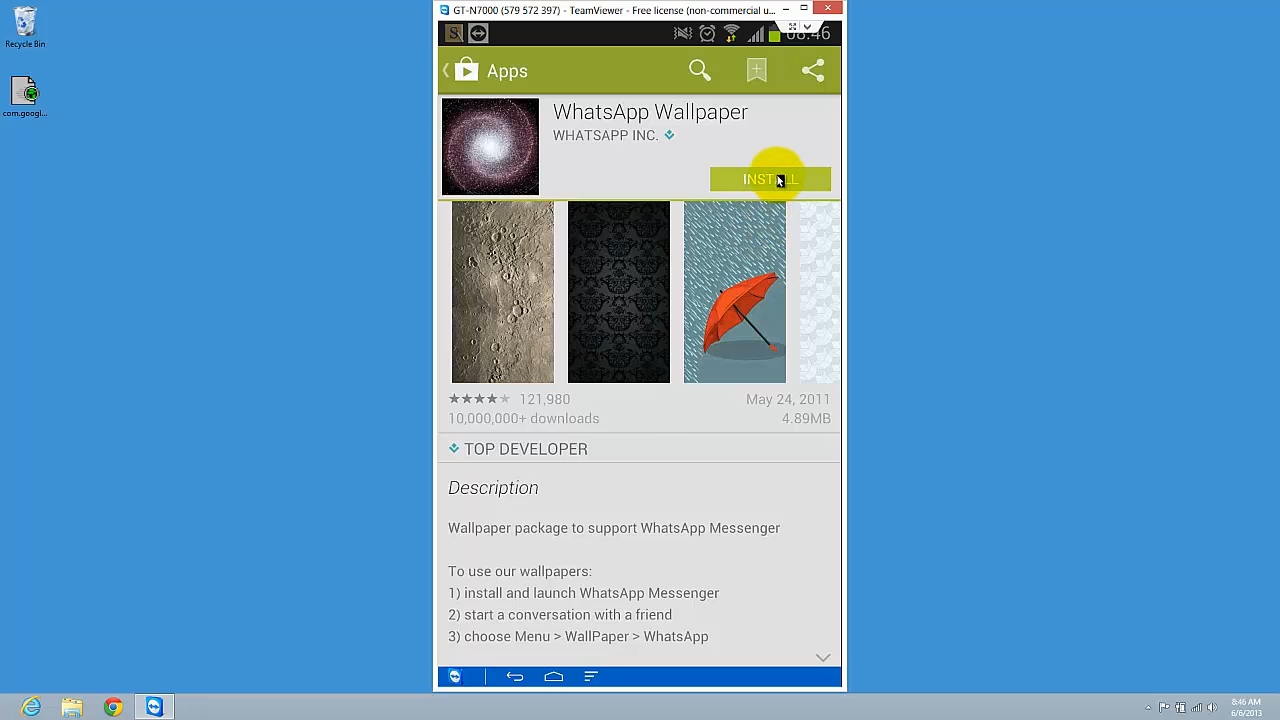 GT-N7000 (579 572 397) - TeamViewer - Free license (non-commercial u...
Recycle Bin
com.googl...
08:46
Apps
WhatsApp Wallpaper
WHATSAPP INC.
INSTALL
121,980
May 24, 2011
10,000,000+ downloads
4.89MB
TOP DEVELOPER
Description
Wallpaper package to support WhatsApp Messenger
To use our wallpapers:
1) install and launch WhatsApp Messenger
2) start a conversation with a friend
3) choose Menu > WallPaper > WhatsApp
8:46 AM
6/6/2013